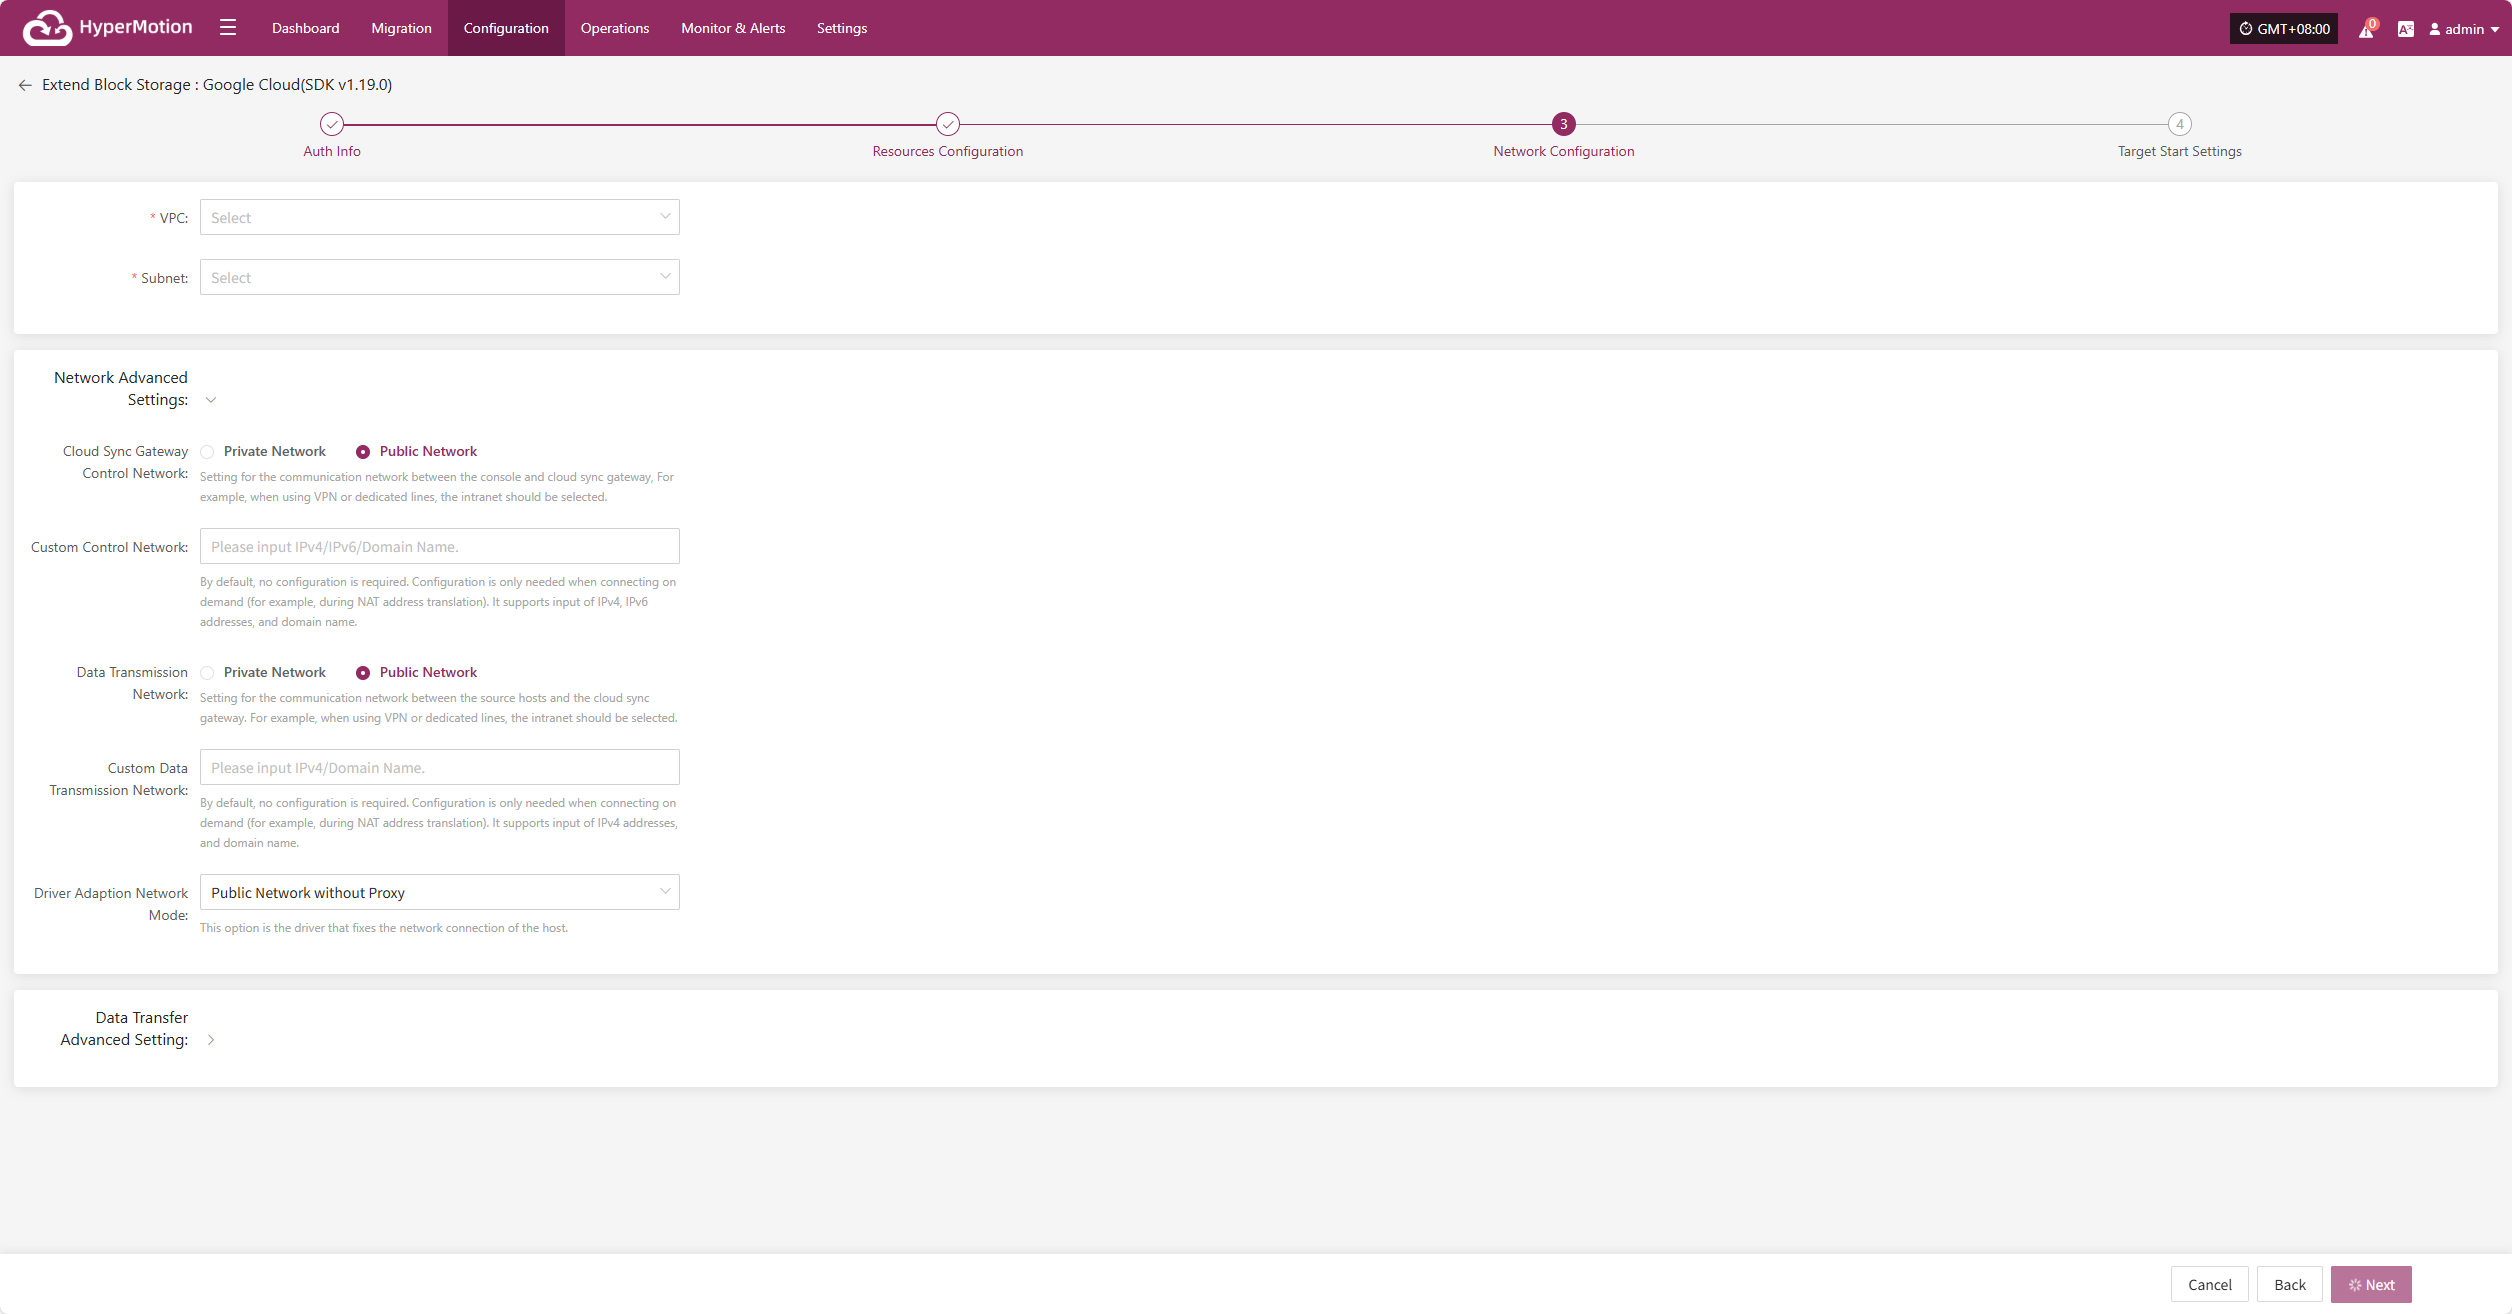 HyperMotion
Dashboard
Migration
Configuration
Operations
Monitor & Alerts
Settings
GMT+08:00
0
admin
Extend Block Storage : Google Cloud(SDK v1.19.0)
3
4
Auth Info
Resources Configuration
Network Configuration
Target Start Settings
* VPC:
Select
* Subnet:
Select
Network Advanced
Settings:
Cloud Sync Gateway
Control Network:
Private Network
Public Network
Setting for the communication network between the console and cloud sync gateway, For
example, when using VPN or dedicated lines, the intranet should be selected.
Custom Control Network:
Please input IPv4/IPv6/Domain Name.
By default, no configuration is required. Configuration is only needed when connecting on
demand (for example, during NAT address translation). It supports input of IPv4, IPv6
addresses, and domain name.
Data Transmission
Network:
Private Network
Public Network
Setting for the communication network between the source hosts and the cloud sync
gateway. For example, when using VPN or dedicated lines, the intranet should be selected.
Custom Data
Transmission Network:
Please input IPv4/Domain Name.
By default, no configuration is required. Configuration is only needed when connecting on
demand (for example, during NAT address translation). It supports input of IPv4 addresses,
and domain name.
Driver Adaption Network
Mode:
Public Network without Proxy
This option is the driver that fixes the network connection of the host.
Data Transfer
Advanced Setting:
Cancel
Back
Next